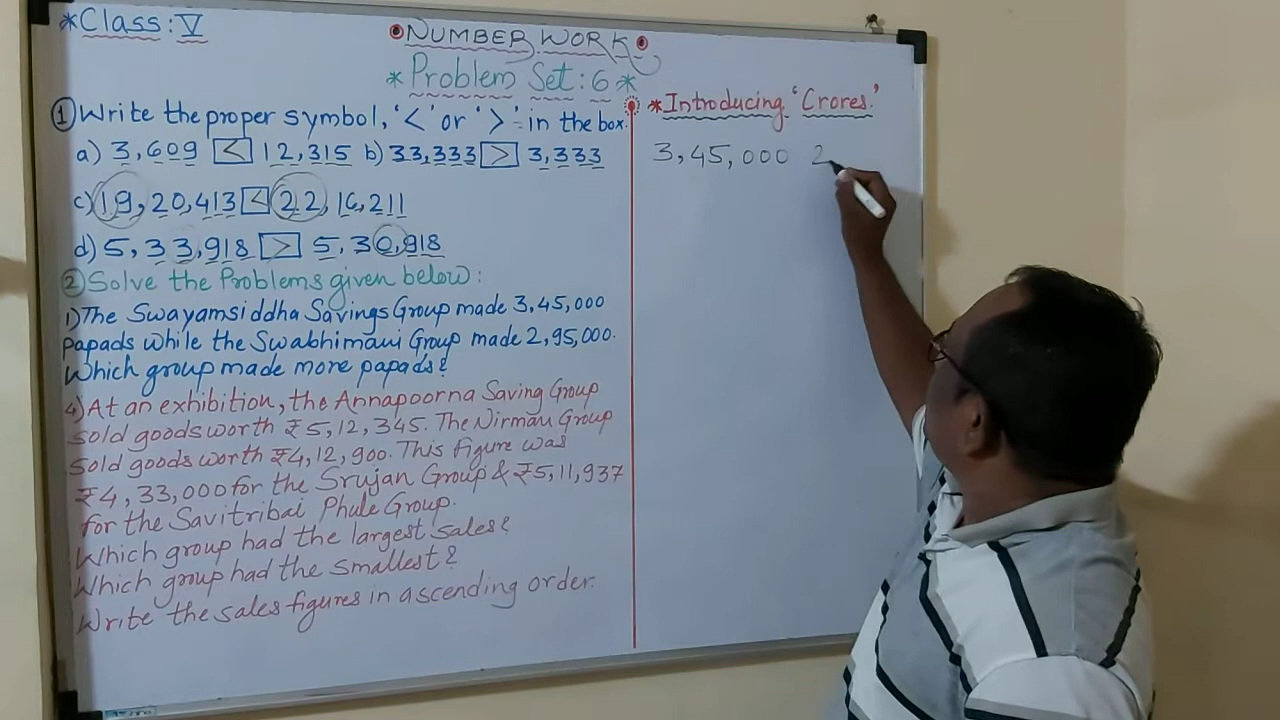 *Class: V
NUMBER WORK
* Problem Set: 6 *
① Write the proper symbol, '<' or '>' in the box.
a) 3,609 < 12,315 b) 33,333 > 3,333
c) 19,20,413 < 22,16,211
d) 5,33,918 > 5,30,918
② Solve the Problems given below:
1) The Swayamsiddha Savings Group made 3,45,000
papads while the Swabhimani Group made 2,95,000.
Which group made more papads?
4) At an exhibition, the Annapoorna Saving Group
sold goods worth ₹5,12,345. The Nirman Group
sold goods worth ₹4,12,900. This figure was
₹4,33,000 for the Srujan Group & ₹5,11,937
for the Savitribai Phule Group.
Which group had the largest sales?
Which group had the smallest?
Write the sales figures in ascending order.
*Introducing 'Crores.'
3,45,000 2